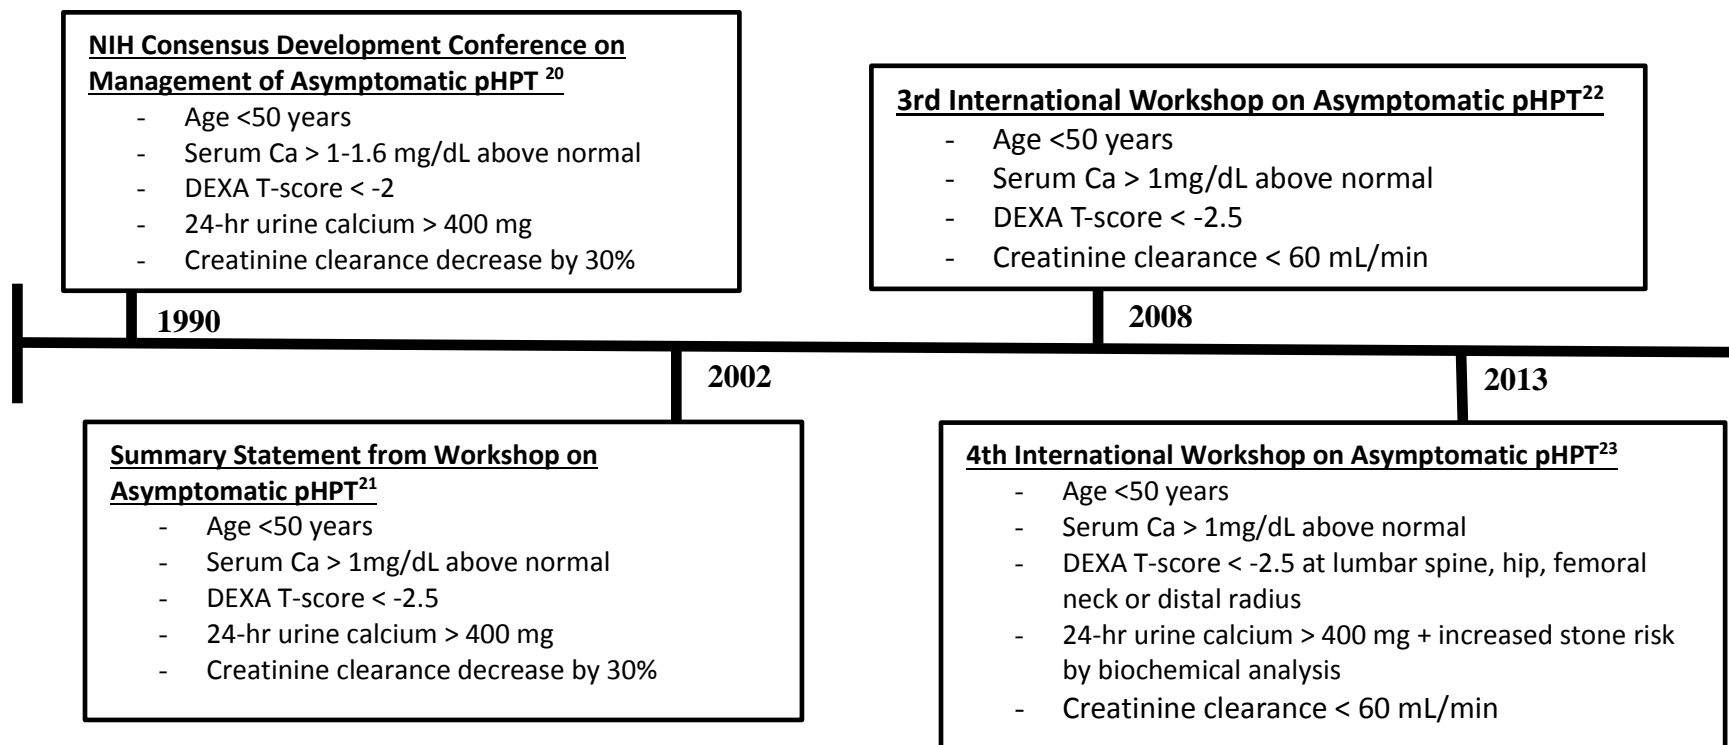 NIH Consensus Development Conference on
Management of Asymptomatic pHPT 20
- Age <50 years
- Serum Ca > 1-1.6 mg/dL above normal
- DEXA T-score < -2
- 24-hr urine calcium > 400 mg
- Creatinine clearance decrease by 30%
3rd International Workshop on Asymptomatic pHPT22
- Age <50 years
- Serum Ca > 1mg/dL above normal
- DEXA T-score < -2.5
- Creatinine clearance < 60 mL/min
1990
2008
2002
2013
Summary Statement from Workshop on
Asymptomatic pHPT21
- Age <50 years
- Serum Ca > 1mg/dL above normal
- DEXA T-score < -2.5
- 24-hr urine calcium > 400 mg
- Creatinine clearance decrease by 30%
4th International Workshop on Asymptomatic pHPT23
- Age <50 years
- Serum Ca > 1mg/dL above normal
- DEXA T-score < -2.5 at lumbar spine, hip, femoral
neck or distal radius
- 24-hr urine calcium > 400 mg + increased stone risk
by biochemical analysis
- Creatinine clearance < 60 mL/min